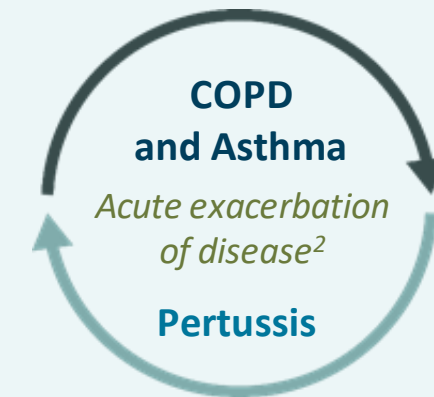 COPD
and Asthma
Acute exacerbation
of disease²
Pertussis